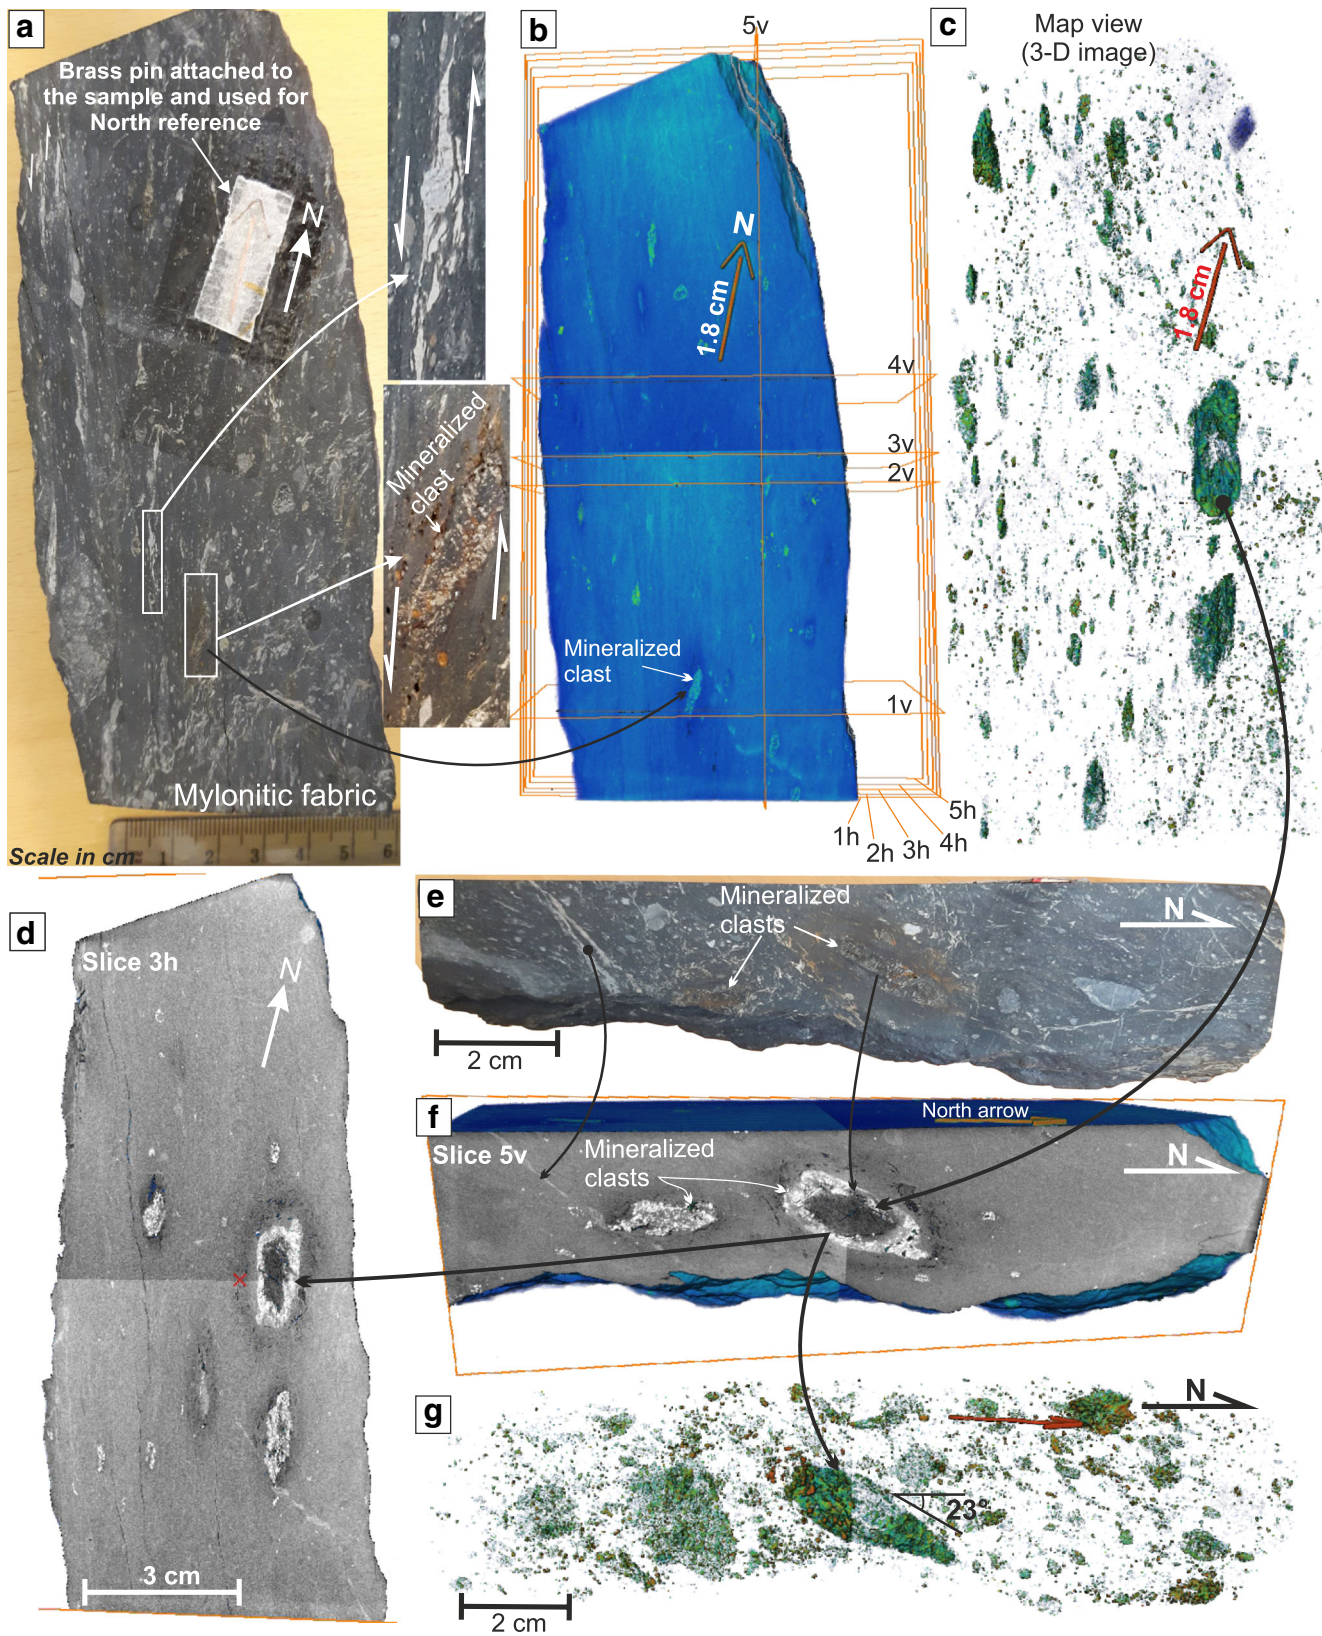 a
Brass pin attached to
the sample and used for
North reference
N
Mineralized
clast
Mylonitic fabric
Scale in cm
1
2
3
4
5
6
b
5v
N
1.8 cm
4v
3v
2v
Mineralized
clast
1v
1h
2h
3h
4h
5h
c
Map view
(3-D image)
1.8 cm
d
Slice 3h
N
3 cm
e
Mineralized
clasts
N
2 cm
f
North arrow
Slice 5v
Mineralized
clasts
N
g
N
23°
2 cm